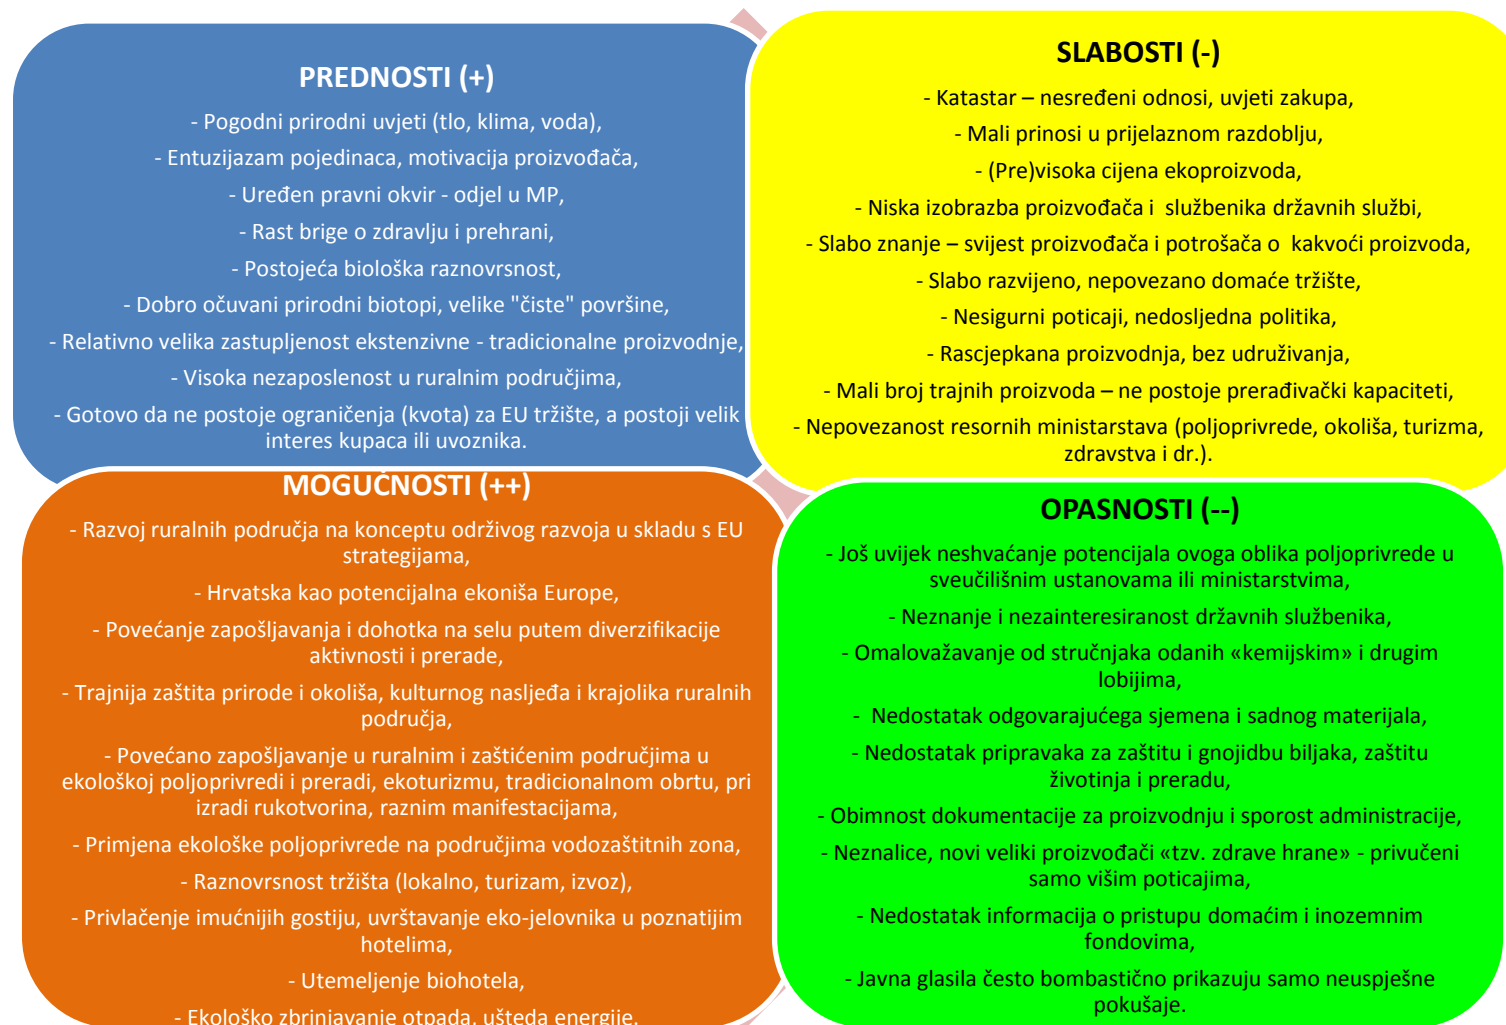 PREDNOSTI (+)
- Pogodni prirodni uvjeti (tlo, klima, voda),
- Entuzijazam pojedinaca, motivacija proizvođača,
- Uređen pravni okvir - odjel u MP,
- Rast brige o zdravlju i prehrani,
- Postojeća biološka raznovrsnost,
- Dobro očuvani prirodni biotopi, velike "čiste" površine,
- Relativno velika zastupljenost ekstenzivne - tradicionalne proizvodnje,
- Visoka nezaposlenost u ruralnim područjima,
- Gotovo da ne postoje ograničenja (kvota) za EU tržište, a postoji velik
interes kupaca ili uvoznika.
SLABOSTI (-)
- Katastar – nesređeni odnosi, uvjeti zakupa,
- Mali prinosi u prijelaznom razdoblju,
- (Pre)visoka cijena ekoproizvoda,
- Niska izobrazba proizvođača i službenika državnih službi,
- Slabo znanje – svijest proizvođača i potrošača o kakvoći proizvoda,
- Slabo razvijeno, nepovezano domaće tržište,
- Nesigurni poticaji, nedosljedna politika,
- Rascjepkana proizvodnja, bez udruživanja,
- Mali broj trajnih proizvoda – ne postoje prerađivački kapaciteti,
- Nepovezanost resornih ministarstava (poljoprivrede, okoliša, turizma,
zdravstva i dr.).
MOGUĆNOSTI (++)
- Razvoj ruralnih područja na konceptu održivog razvoja u skladu s EU
strategijama,
- Hrvatska kao potencijalna ekoniša Europe,
- Povećanje zapošljavanja i dohotka na selu putem diverzifikacije
aktivnosti i prerade,
- Trajnija zaštita prirode i okoliša, kulturnog nasljeđa i krajolika ruralnih
područja,
- Povećano zapošljavanje u ruralnim i zaštićenim područjima u
ekološkoj poljoprivredi i preradi, ekoturizmu, tradicionalnom obrtu, pri
izradi rukotvorina, raznim manifestacijama,
- Primjena ekološke poljoprivrede na područjima vodozaštitnih zona,
- Raznovrsnost tržišta (lokalno, turizam, izvoz),
- Privlačenje imućnijih gostiju, uvrštavanje eko-jelovnika u poznatijim
hotelima,
- Utemeljenje biohotela,
- Ekološko zbrinjavanje otpada, ušteda energije.
OPASNOSTI (--)
- Još uvijek neshvaćanje potencijala ovoga oblika poljoprivrede u
sveučilišnim ustanovama ili ministarstvima,
- Neznanje i nezainteresiranost državnih službenika,
- Omalovažavanje od stručnjaka odanih «kemijskim» i drugim
lobijima,
- Nedostatak odgovarajućega sjemena i sadnog materijala,
- Nedostatak pripravaka za zaštitu i gnojidbu biljaka, zaštitu
životinja i preradu,
- Obimnost dokumentacije za proizvodnju i sporost administracije,
- Neznalice, novi veliki proizvođači «tzv. zdrave hrane» - privučeni
samo višim poticajima,
- Nedostatak informacija o pristupu domaćim i inozemnim
fondovima,
- Javna glasila često bombastično prikazuju samo neuspješne
pokušaje.